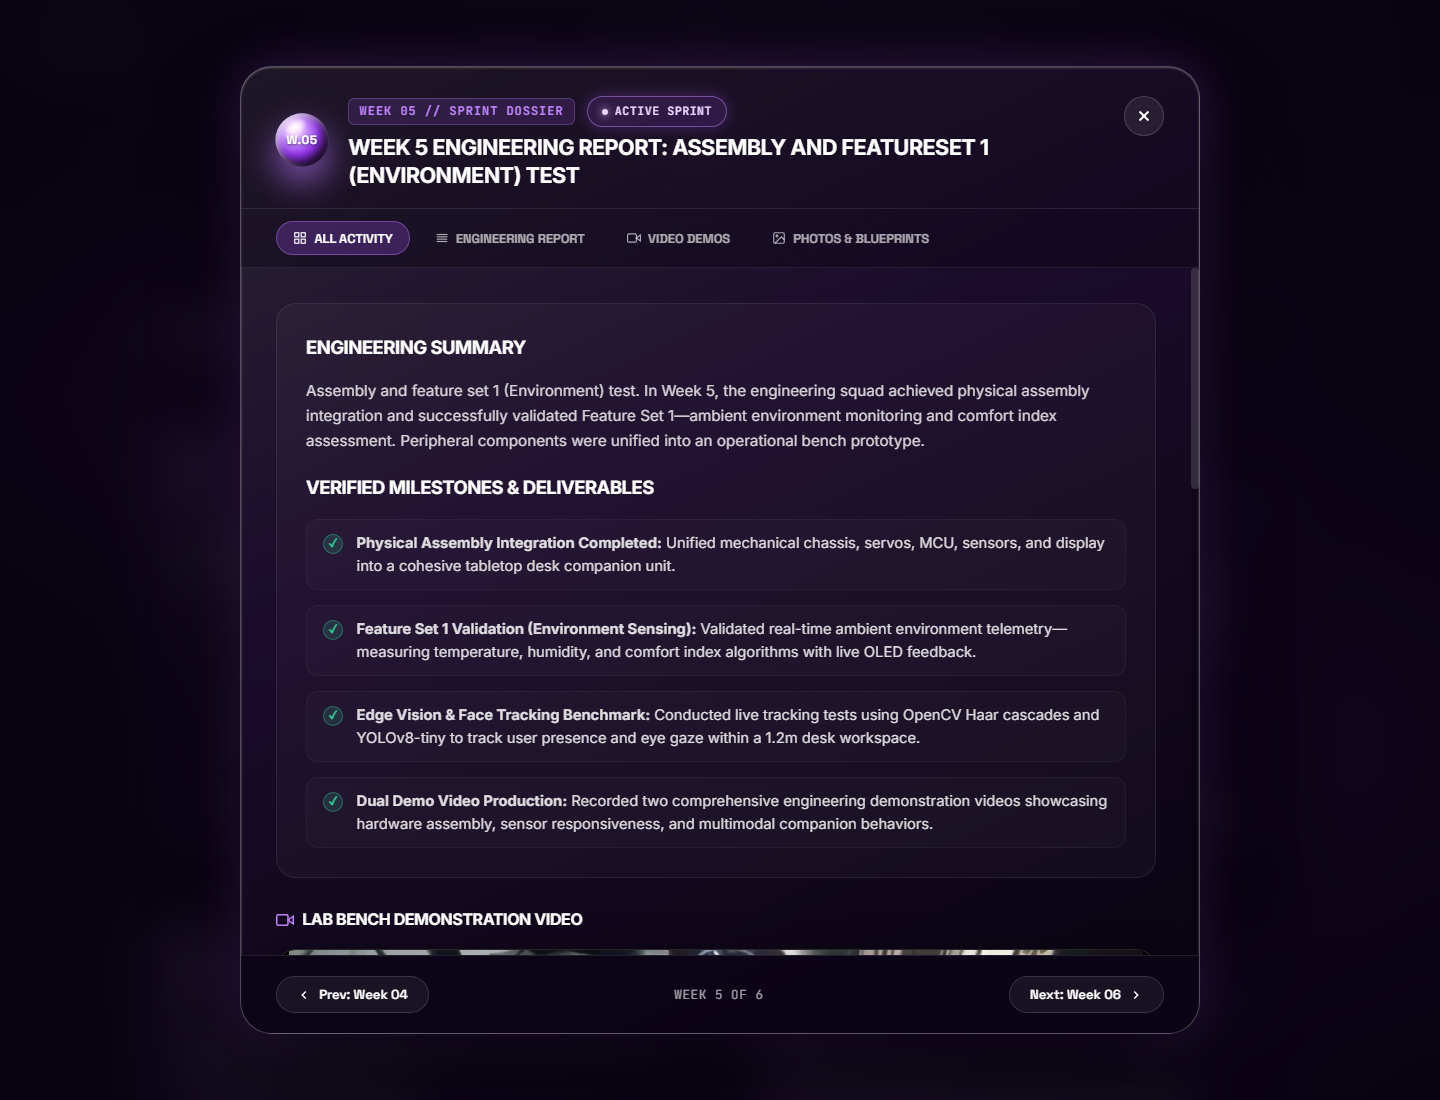 W.05
WEEK 05 // SPRINT DOSSIER
ACTIVE SPRINT
WEEK 5 ENGINEERING REPORT: ASSEMBLY AND FEATURESET 1
(ENVIRONMENT) TEST
ALL ACTIVITY
ENGINEERING REPORT
VIDEO DEMOS
PHOTOS & BLUEPRINTS
ENGINEERING SUMMARY
Assembly and feature set 1 (Environment) test. In Week 5, the engineering squad achieved physical assembly
integration and successfully validated Feature Set 1—ambient environment monitoring and comfort index
assessment. Peripheral components were unified into an operational bench prototype.
VERIFIED MILESTONES & DELIVERABLES
Physical Assembly Integration Completed: Unified mechanical chassis, servos, MCU, sensors, and display
into a cohesive tabletop desk companion unit.
Feature Set 1 Validation (Environment Sensing): Validated real-time ambient environment telemetry—
measuring temperature, humidity, and comfort index algorithms with live OLED feedback.
Edge Vision & Face Tracking Benchmark: Conducted live tracking tests using OpenCV Haar cascades and
YOLOv8-tiny to track user presence and eye gaze within a 1.2m desk workspace.
Dual Demo Video Production: Recorded two comprehensive engineering demonstration videos showcasing
hardware assembly, sensor responsiveness, and multimodal companion behaviors.
LAB BENCH DEMONSTRATION VIDEO
Prev: Week 04
WEEK 5 OF 6
Next: Week 06